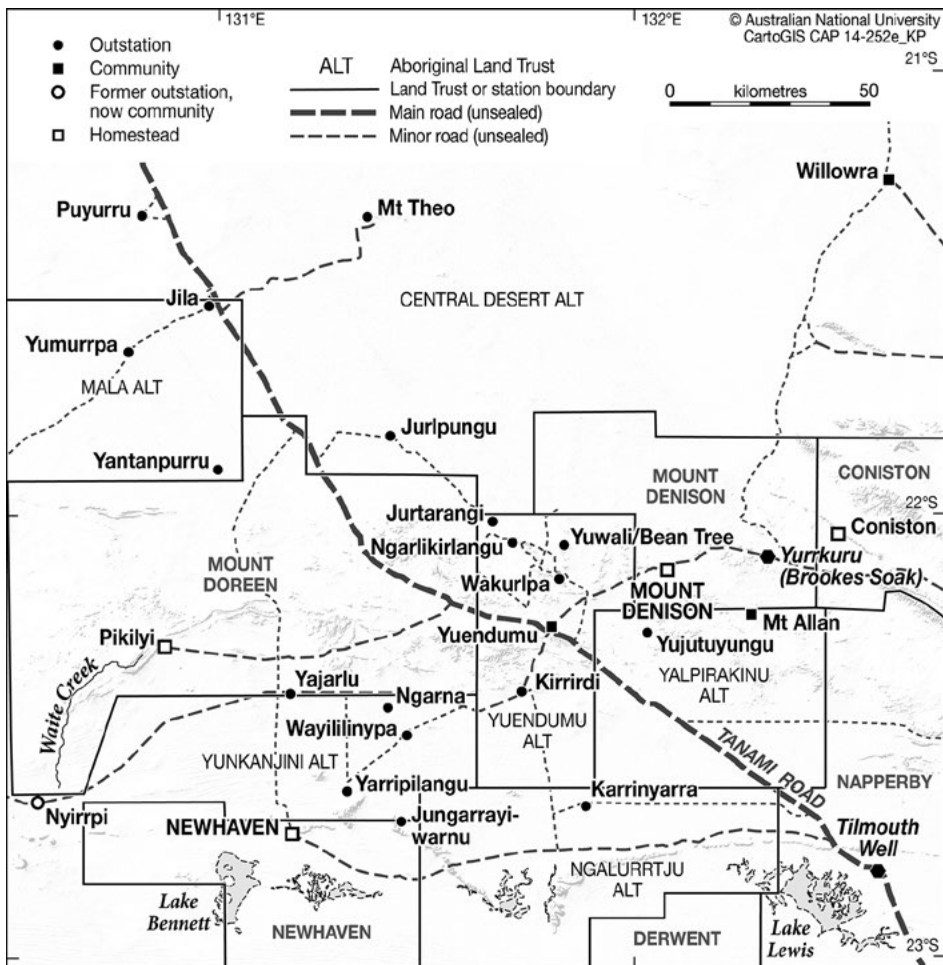 131°E
132°E
© Australian National University
CartoGIS CAP 14-252e_KP
21°S
Outstation
Community
Former outstation,
now community
Homestead
ALT Aboriginal Land Trust
Land Trust or station boundary
Main road (unsealed)
Minor road (unsealed)
kilometres
0
50
Willowra
Puyurru
Mt Theo
Jila
CENTRAL DESERT ALT
Yumurrpa
MALA ALT
Jurlpungu
Yantanpurru
MOUNT
DENISON
CONISTON
22°S
Jurtarangi
Ngarlikirlangu
Yuwali/Bean Tree
Coniston
Yurrkuru
(Brookes Soak)
MOUNT
DOREEN
Wakurlpa
MOUNT
DENISON
Mt Allan
Yuendumu
Yujutuyungu
Pikilyi
YALPIRAKINU
ALT
Waite Creek
Yajarlu
Ngarna
Kirrirdi
Wayililinypa
YUENDUMU
ALT
TANAMI ROAD
YUNKANJINI ALT
NAPPERBY
Yarripilangu
Karrinyarra
Nyirrpi
NEWHAVEN
Jungarrayi-
warnu
Tilmouth
Well
NGALURRTJU
ALT
Lake
Bennett
NEWHAVEN
DERWENT
Lake
Lewis
23°S